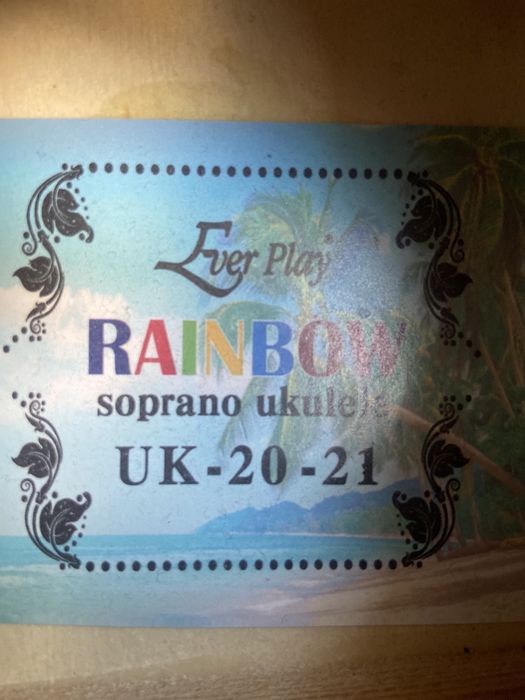 Ever Play®
RAINBOW
soprano ukulele
UK-20-21